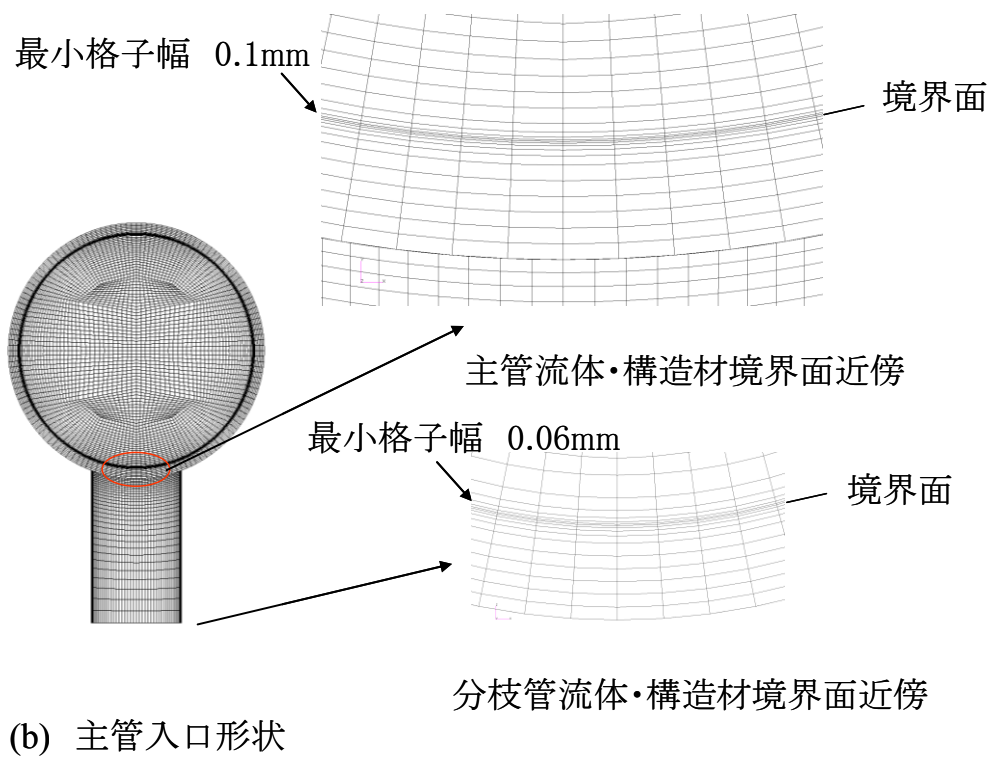 最小格子幅 0.1mm
境界面
主管流体・構造材境界面近傍
最小格子幅 0.06mm
境界面
分枝管流体・構造材境界面近傍
(b) 主管入口形状